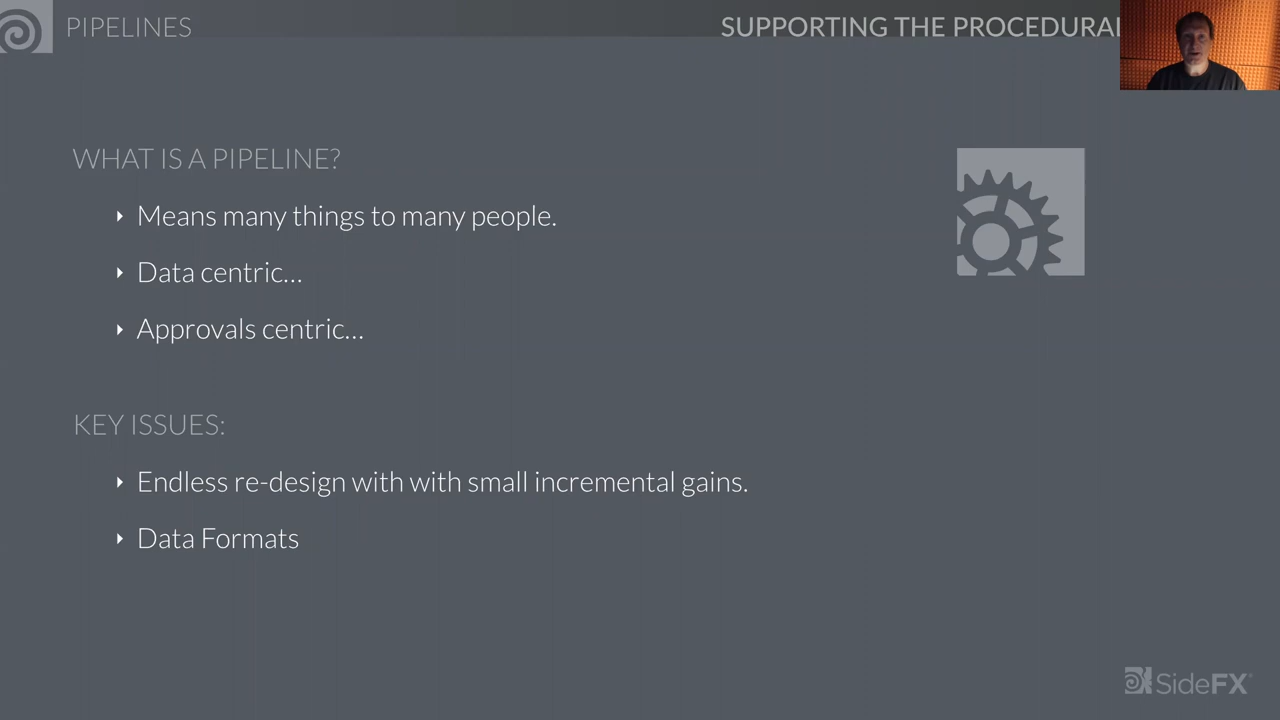 PIPELINES
SUPPORTING THE PROCEDURAL
WHAT IS A PIPELINE?
Means many things to many people.
Data centric...
Approvals centric...
KEY ISSUES:
Endless re-design with with small incremental gains.
Data Formats
SideFX